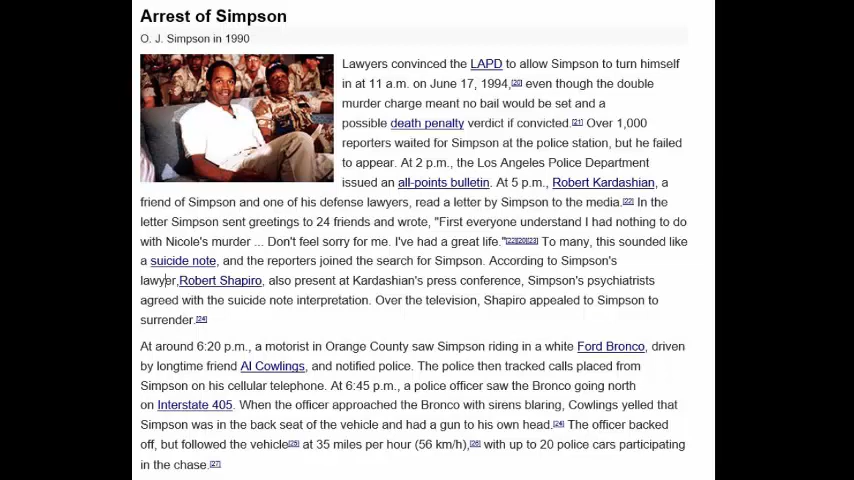 Arrest of Simpson
O. J. Simpson in 1990
Lawyers convinced the LAPD to allow Simpson to turn himself
in at 11 a.m. on June 17, 1994,[20] even though the double
murder charge meant no bail would be set and a
possible death penalty verdict if convicted.[21] Over 1,000
reporters waited for Simpson at the police station, but he failed
to appear. At 2 p.m., the Los Angeles Police Department
issued an all-points bulletin. At 5 p.m., Robert Kardashian, a
friend of Simpson and one of his defense lawyers, read a letter by Simpson to the media.[22] In the
letter Simpson sent greetings to 24 friends and wrote, "First everyone understand I had nothing to do
with Nicole's murder ... Don't feel sorry for me. I've had a great life."[22][20][23] To many, this sounded like
a suicide note, and the reporters joined the search for Simpson. According to Simpson's
lawyer,Robert Shapiro, also present at Kardashian's press conference, Simpson's psychiatrists
agreed with the suicide note interpretation. Over the television, Shapiro appealed to Simpson to
surrender.[24]
At around 6:20 p.m., a motorist in Orange County saw Simpson riding in a white Ford Bronco, driven
by longtime friend Al Cowlings, and notified police. The police then tracked calls placed from
Simpson on his cellular telephone. At 6:45 p.m., a police officer saw the Bronco going north
on Interstate 405. When the officer approached the Bronco with sirens blaring, Cowlings yelled that
Simpson was in the back seat of the vehicle and had a gun to his own head.[24] The officer backed
off, but followed the vehicle[25] at 35 miles per hour (56 km/h),[26] with up to 20 police cars participating
in the chase.[27]